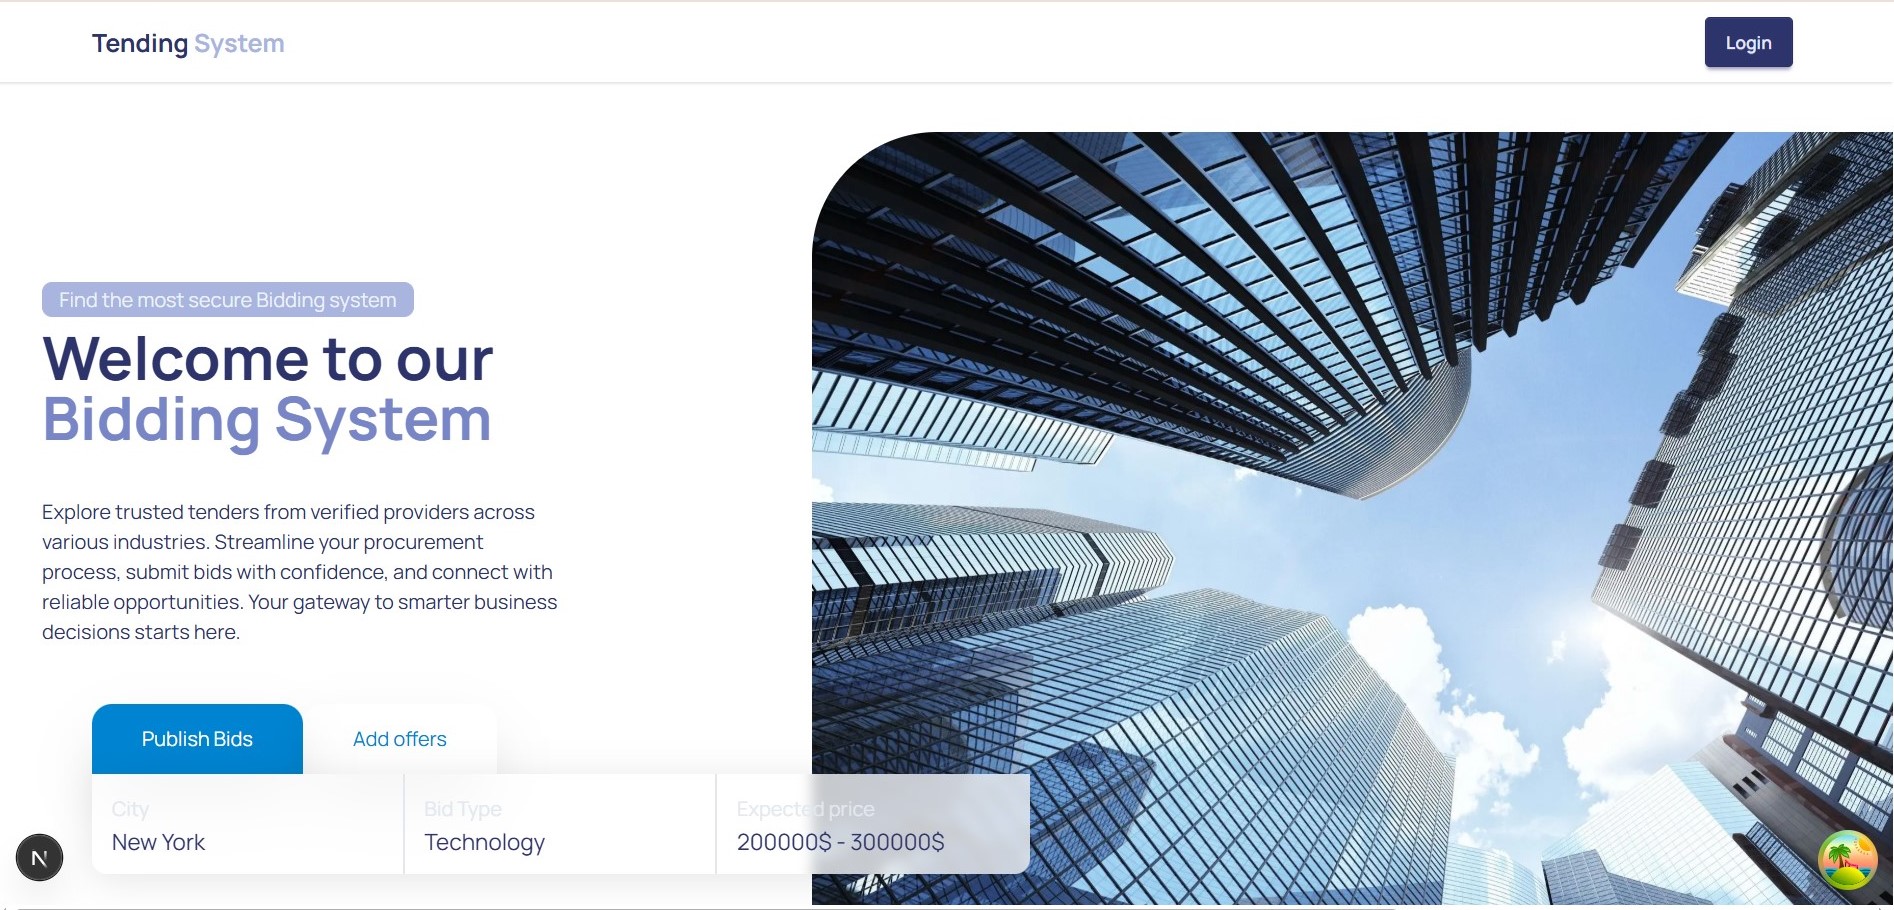 Tending System
Login
Find the most secure Bidding system
Welcome to our
Bidding System
Explore trusted tenders from verified providers across
various industries. Streamline your procurement
process, submit bids with confidence, and connect with
reliable opportunities. Your gateway to smarter business
decisions starts here.
Publish Bids
Add offers
City
New York
Bid Type
Technology
Expected price
200000$ - 300000$
N